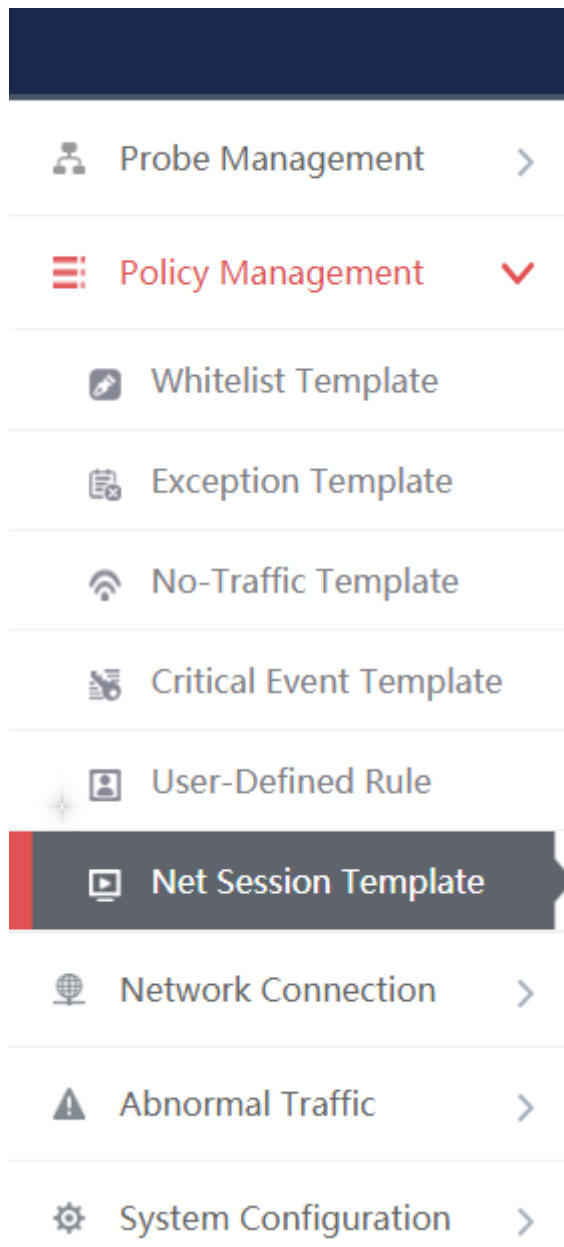 Probe Management
Policy Management
Whitelist Template
Exception Template
No-Traffic Template
Critical Event Template
User-Defined Rule
Net Session Template
Network Connection
Abnormal Traffic
System Configuration